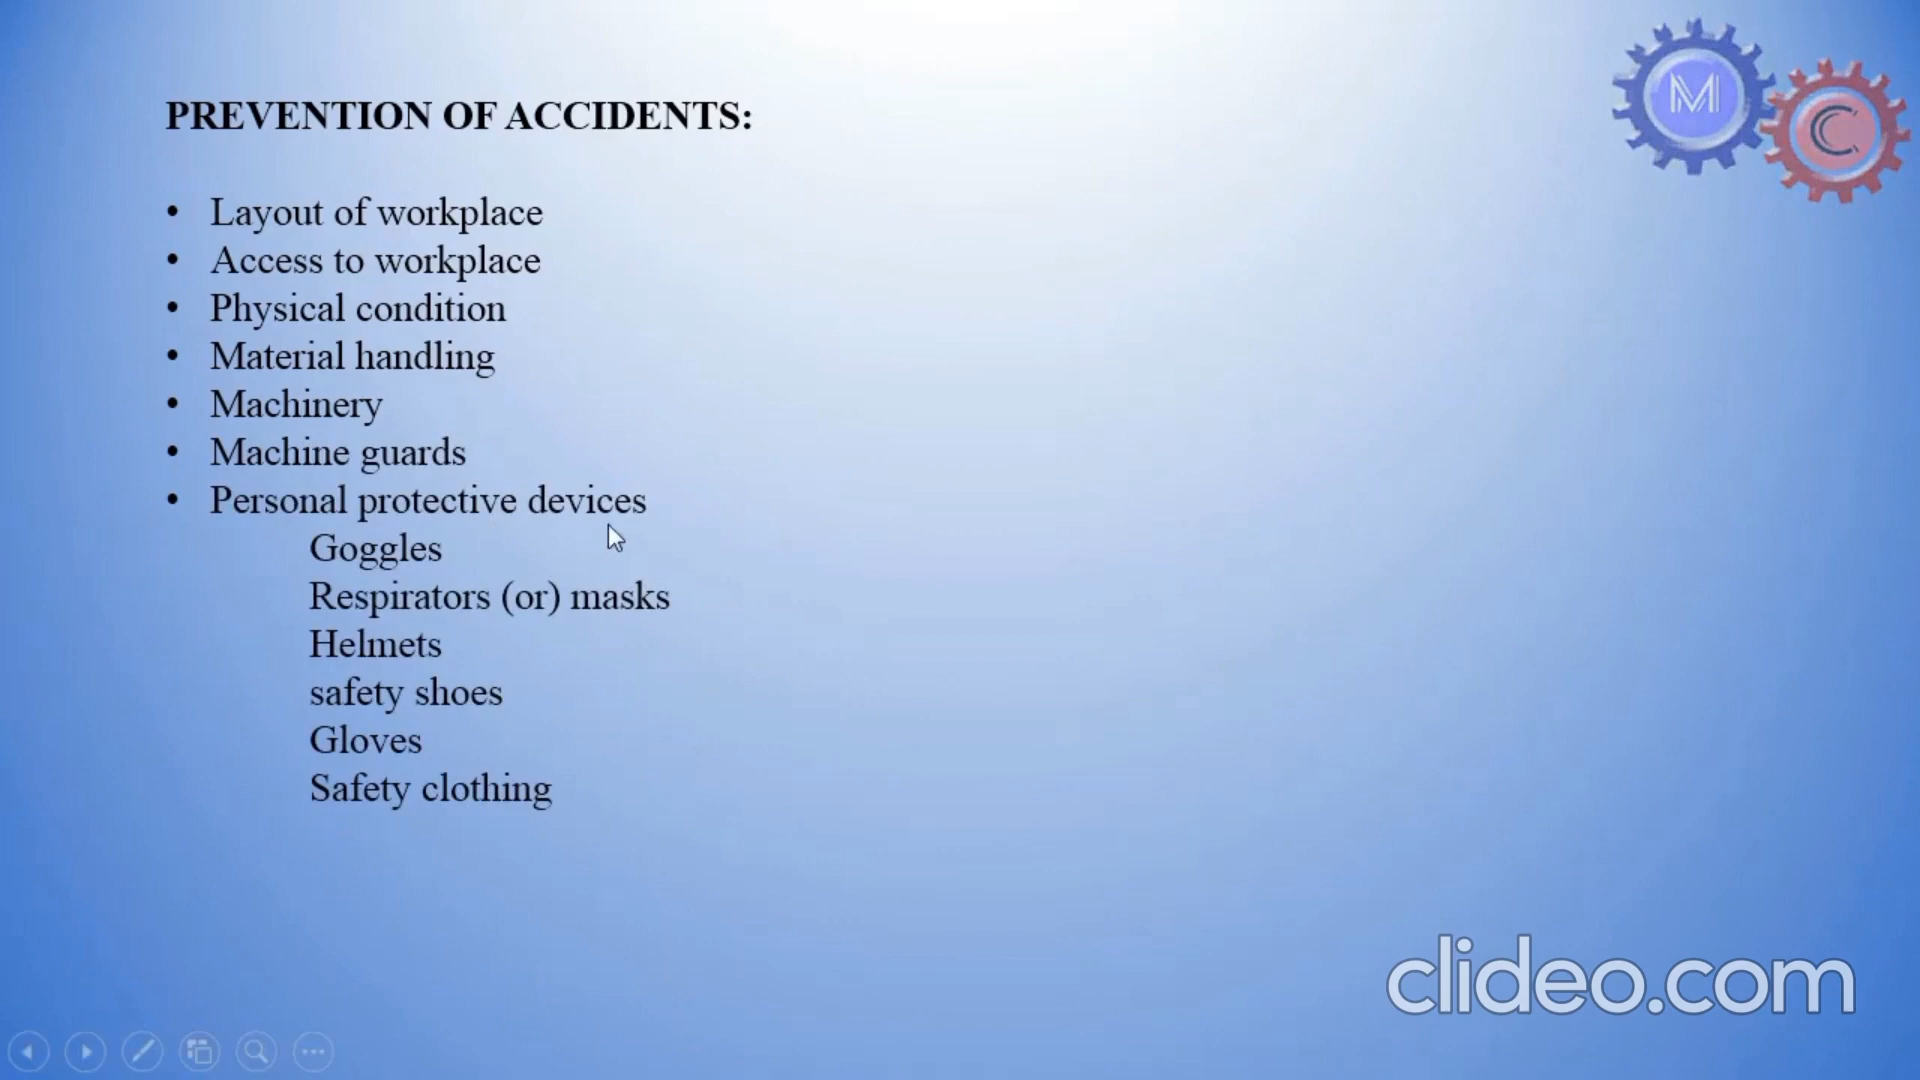 PREVENTION OF ACCIDENTS:
• Layout of workplace
• Access to workplace
• Physical condition
• Material handling
• Machinery
• Machine guards
• Personal protective devices
Goggles
Respirators (or) masks
Helmets
safety shoes
Gloves
Safety clothing
M
C
clideo.com